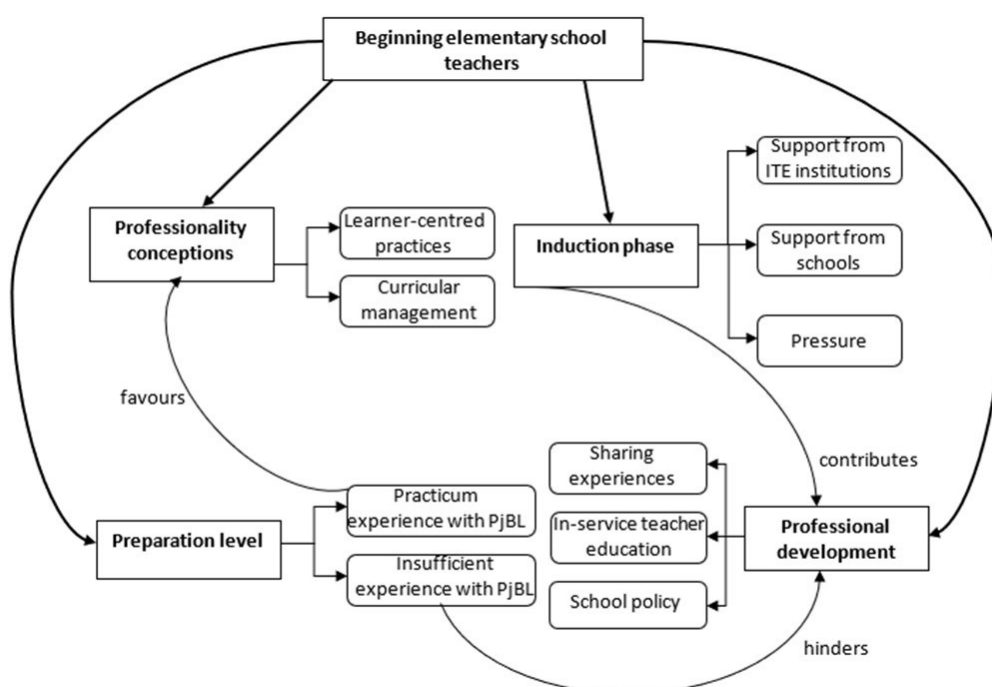 Beginning elementary school
teachers
Support from
ITE institutions
Professionality
conceptions
Learner-centred
practices
Induction phase
Support from
schools
Curricular
management
Pressure
favours
Sharing
experiences
contributes
Practicum
experience with PjBL
Preparation level
In-service teacher
education
Professional
development
Insufficient
experience with PjBL
School policy
hinders